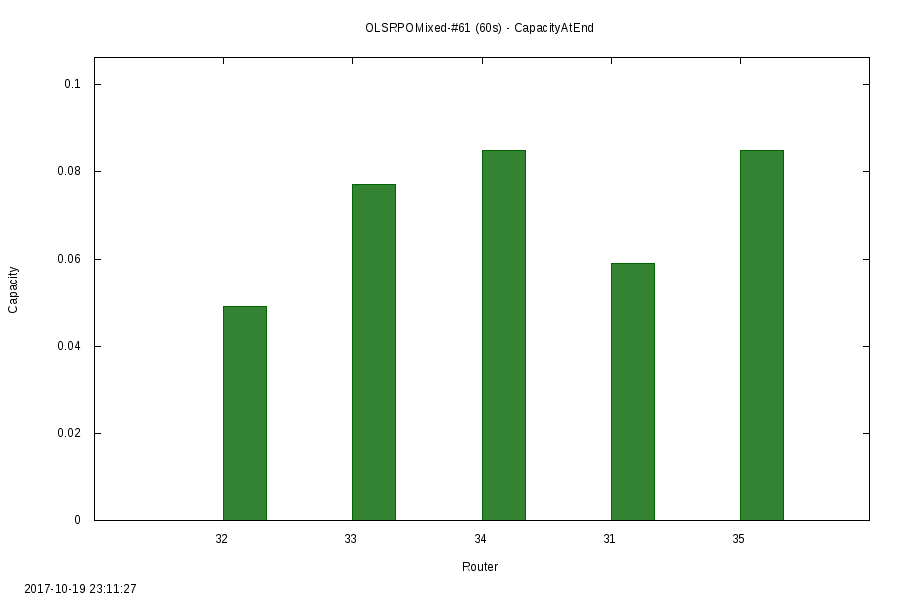 OLSRPOMixed-#61 (60s) - CapacityAtEnd
0.1
0.08
0.06
0.04
0.02
0
Capacity
32 33 34 31 35
Router
2017-10-19 23:11:27